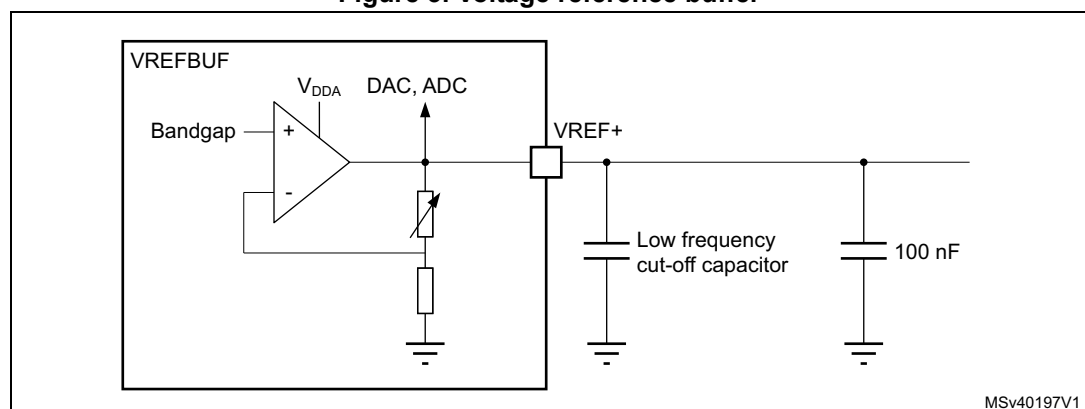 Figure 8. Voltage reference buffer
VREFBUF
VDDA
DAC, ADC
Bandgap
+
-
VREF+
Low frequency
cut-off capacitor
100 nF
MSv40197V1